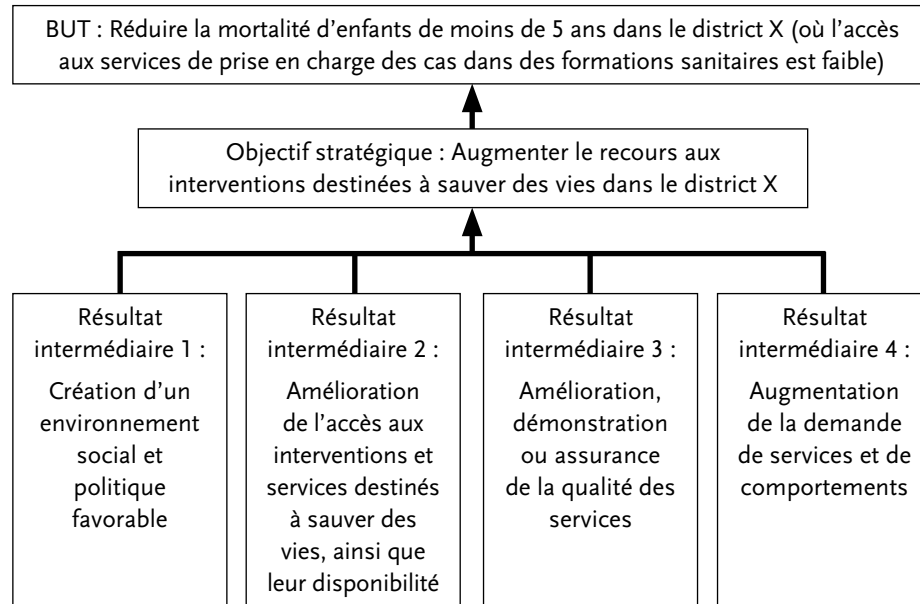 BUT : Réduire la mortalité d’enfants de moins de 5 ans dans le district X (où l’accès
aux services de prise en charge des cas dans des formations sanitaires est faible)
Objectif stratégique : Augmenter le recours aux
interventions destinées à sauver des vies dans le district X
Résultat
intermédiaire 1 :
Création d’un
environnement
social et
politique
favorable
Résultat
intermédiaire 2 :
Amélioration
de l’accès aux
interventions et
services destinés
à sauver des
vies, ainsi que
leur disponibilité
Résultat
intermédiaire 3 :
Amélioration,
démonstration
ou assurance
de la qualité des
services
Résultat
intermédiaire 4 :
Augmentation
de la demande
de services et de
comportements